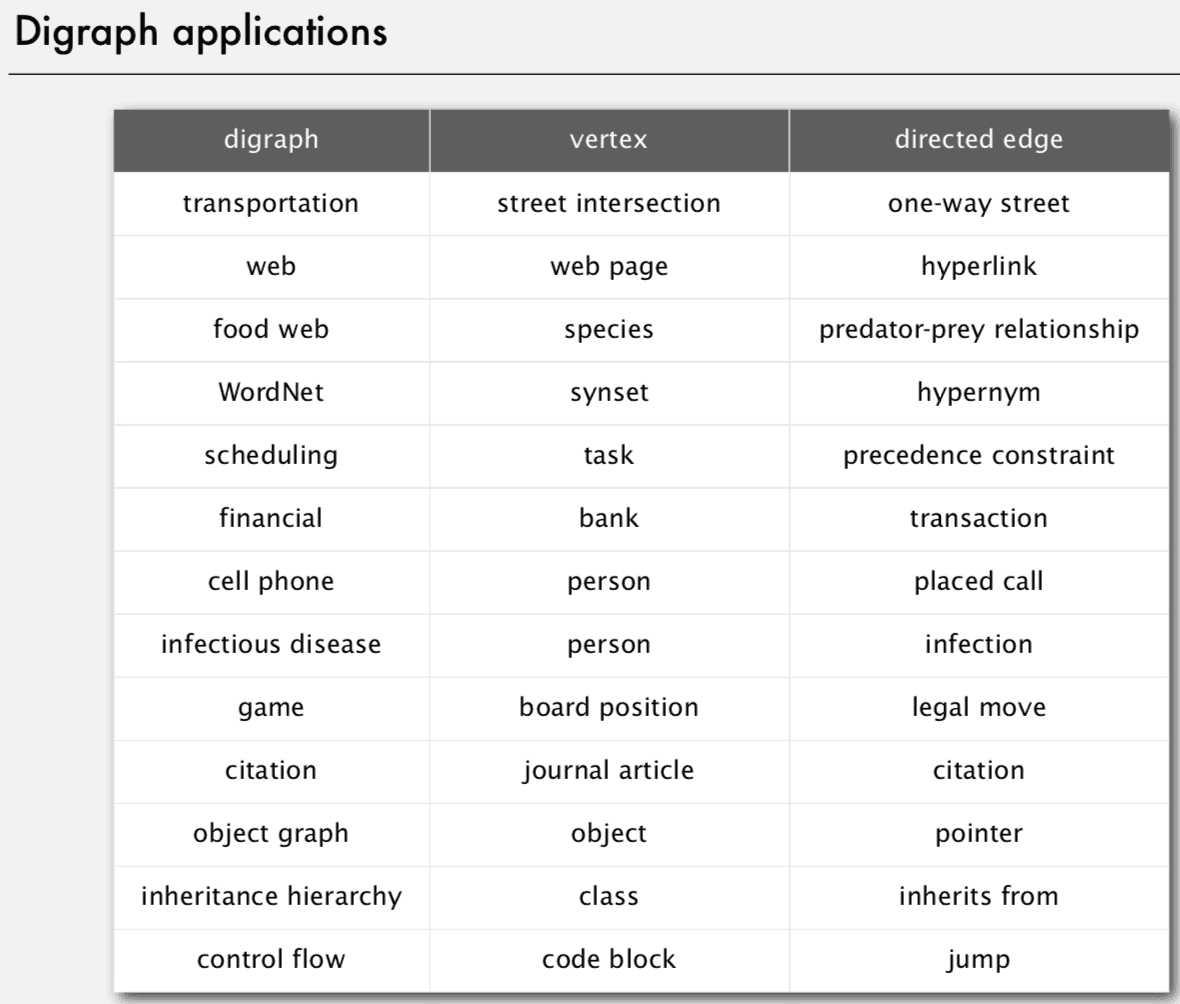 Digraph applications
digraph vertex directed edge
transportation street intersection one-way street
web web page hyperlink
food web species predator-prey relationship
WordNet synset hypernym
scheduling task precedence constraint
financial bank transaction
cell phone person placed call
infectious disease person infection
game board position legal move
citation journal article citation
object graph object pointer
inheritance hierarchy class inherits from
control flow code block jump